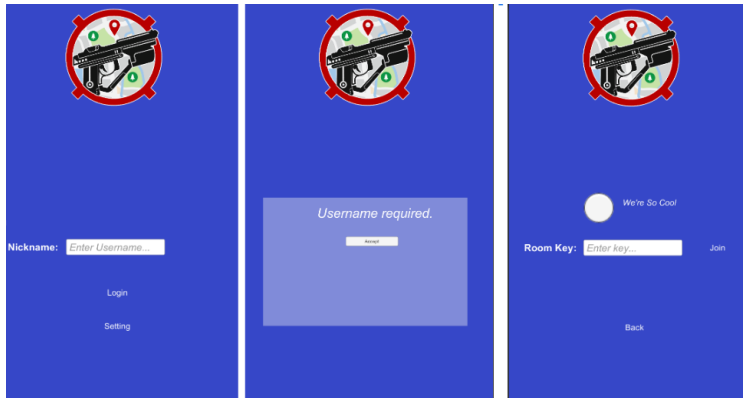 Nickname: Enter Username...
Login
Setting
Username required.
Accept
We're So Cool
Room Key: Enter key... Join
Back